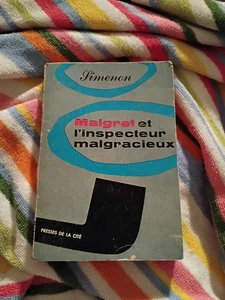 Simenon
Maigret et
l'inspecteur
malgracieux
PRESSES DE LA CITÉ